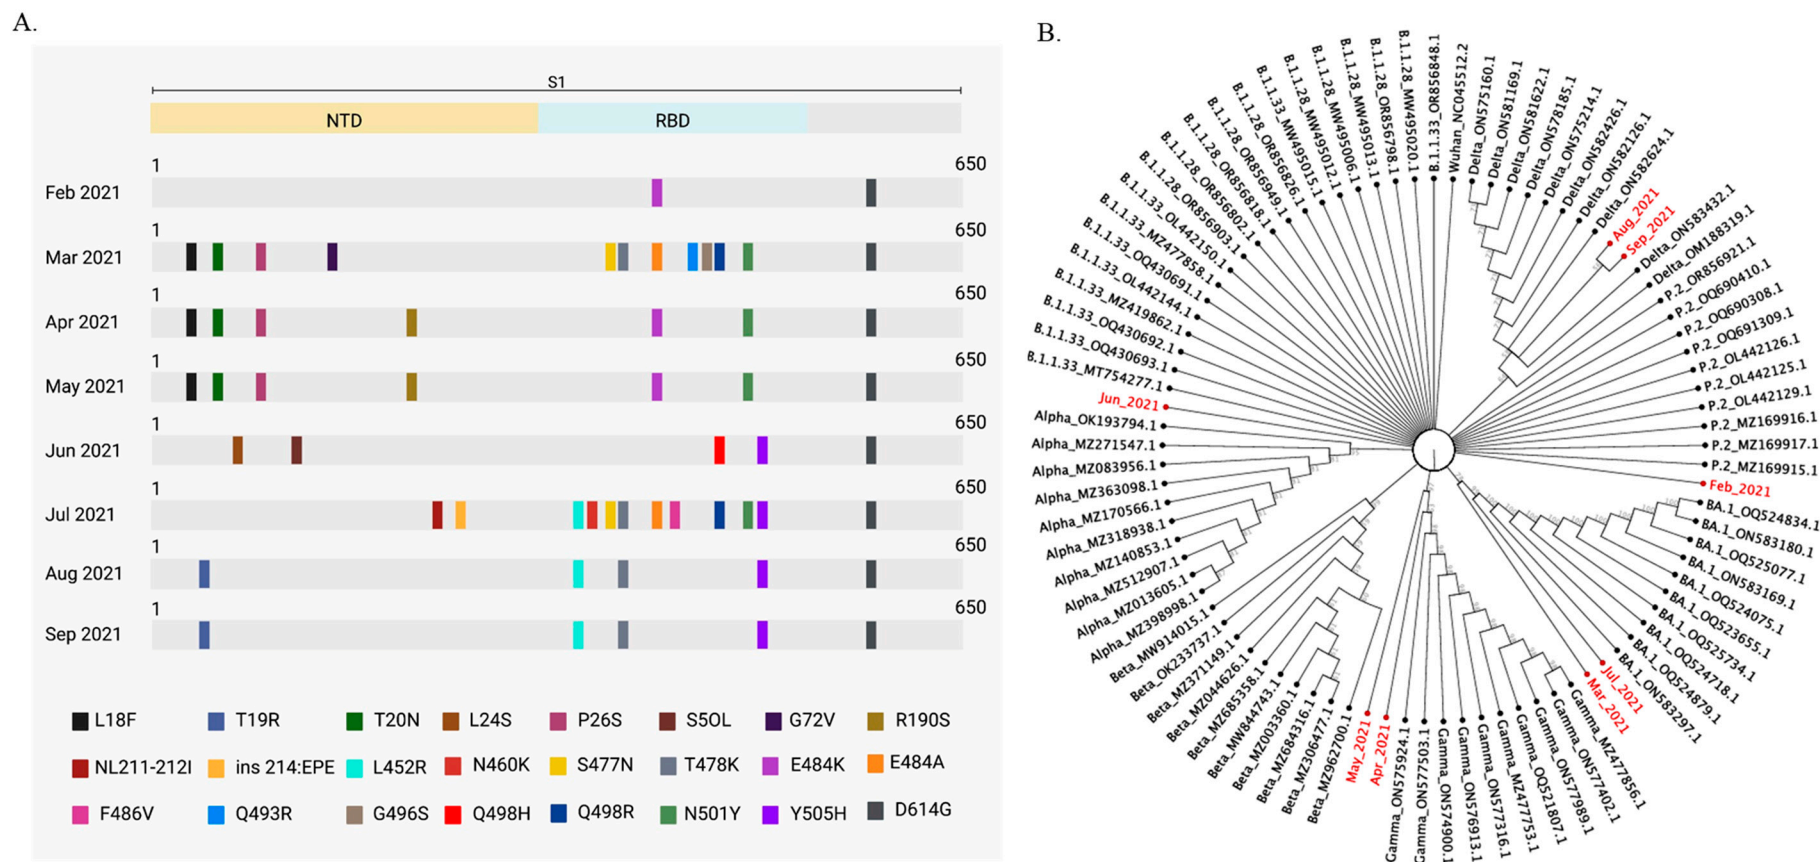 A.
S1
NTD RBD
1 650
Feb 2021
1 650
Mar 2021
1 650
Apr 2021
1 650
May 2021
1 650
Jun 2021
1 650
Jul 2021
1 650
Aug 2021
1 650
Sep 2021
L18F T19R T20N L24S P26S S5OL G72V R190S
NL211-212I ins 214:EPE L452R N460K S477N T478K E484K E484A
F486V Q493R G496S Q498H Q498R N501Y Y505H D614G
B.
Wuhan_NC045512.2
Delta_ON575160.1
Delta_ON581169.1
Delta_ON581622.1
Delta_ON578185.1
Delta_ON575214.1
Delta_ON582426.1
Delta_ON582126.1
Delta_ON582624.1
Aug_2021
Sep_2021
Delta_ON583432.1
Delta_OM188319.1
P.2_OR856921.1
P.2_OQ690410.1
P.2_OQ690308.1
P.2_OQ691309.1
P.2_OL442126.1
P.2_OL442125.1
P.2_OL442129.1
P.2_MZ169916.1
P.2_MZ169917.1
P.2_MZ169915.1
Feb_2021
BA.1_OQ524834.1
BA.1_ON583180.1
BA.1_OQ525077.1
BA.1_ON583169.1
BA.1_OQ524075.1
BA.1_OQ523655.1
BA.1_OQ525734.1
BA.1_OQ524718.1
BA.1_OQ524879.1
BA.1_ON583297.1
Jul_2021
Mar_2021
Gamma_MZ477856.1
Gamma_ON577402.1
Gamma_ON577989.1
Gamma_OQ521807.1
Gamma_MZ477753.1
Gamma_ON577316.1
Gamma_ON576913.1
Gamma_ON574900.1
Gamma_ON577503.1
Gamma_ON575924.1
Apr_2021
May_2021
Beta_MZ962700.1
Beta_MZ306477.1
Beta_MZ684316.1
Beta_MZ003360.1
Beta_MW844743.1
Beta_MZ685358.1
Beta_MZ044626.1
Beta_MZ371149.1
Beta_OK233737.1
Beta_MW914015.1
Alpha_MZ398998.1
Alpha_MZ013605.1
Alpha_MZ512907.1
Alpha_MZ140853.1
Alpha_MZ318938.1
Alpha_MZ170566.1
Alpha_MZ363098.1
Alpha_MZ083956.1
Alpha_MZ271547.1
Alpha_OK193794.1
Jun_2021
B.1.1.33_MT754277.1
B.1.1.33_OQ430693.1
B.1.1.33_OQ430692.1
B.1.1.33_MZ419862.1
B.1.1.33_OL442144.1
B.1.1.33_OQ430691.1
B.1.1.33_MZ477858.1
B.1.1.33_OL442150.1
B.1.1.28_OR856903.1
B.1.1.28_OR856802.1
B.1.1.28_OR856818.1
B.1.1.28_OR856949.1
B.1.1.28_OR856826.1
B.1.1.33_MW495015.1
B.1.1.28_MW495012.1
B.1.1.28_MW495006.1
B.1.1.28_MW495013.1
B.1.1.28_OR856798.1
B.1.1.28_MW495020.1
B.1.1.33_OR856848.1